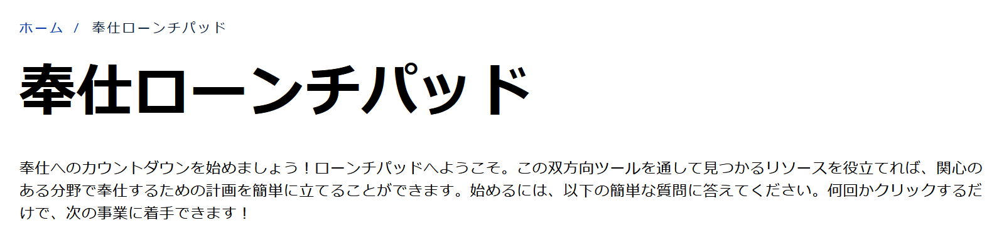 ホーム / 奉仕ローンチパッド
奉仕ローンチパッド
奉仕へのカウントダウンを始めましょう！ローンチパッドへようこそ。この双方向ツールを通して見つかるリソースを役立てれば、関心の
ある分野で奉仕するための計画を簡単に立てることができます。始めるには、以下の簡単な質問に答えてください。何回かクリックするだ
けで、次の事業に着手できます！